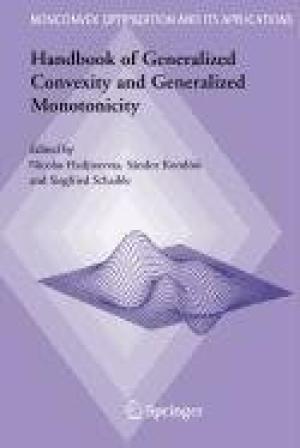 NONCONVEX OPTIMIZATION AND ITS APPLICATIONS
Handbook of Generalized
Convexity and Generalized
Monotonicity
Edited by
Nicolas Hadjisavvas, Sándor Komlósi
and Siegfried Schaible
Springer